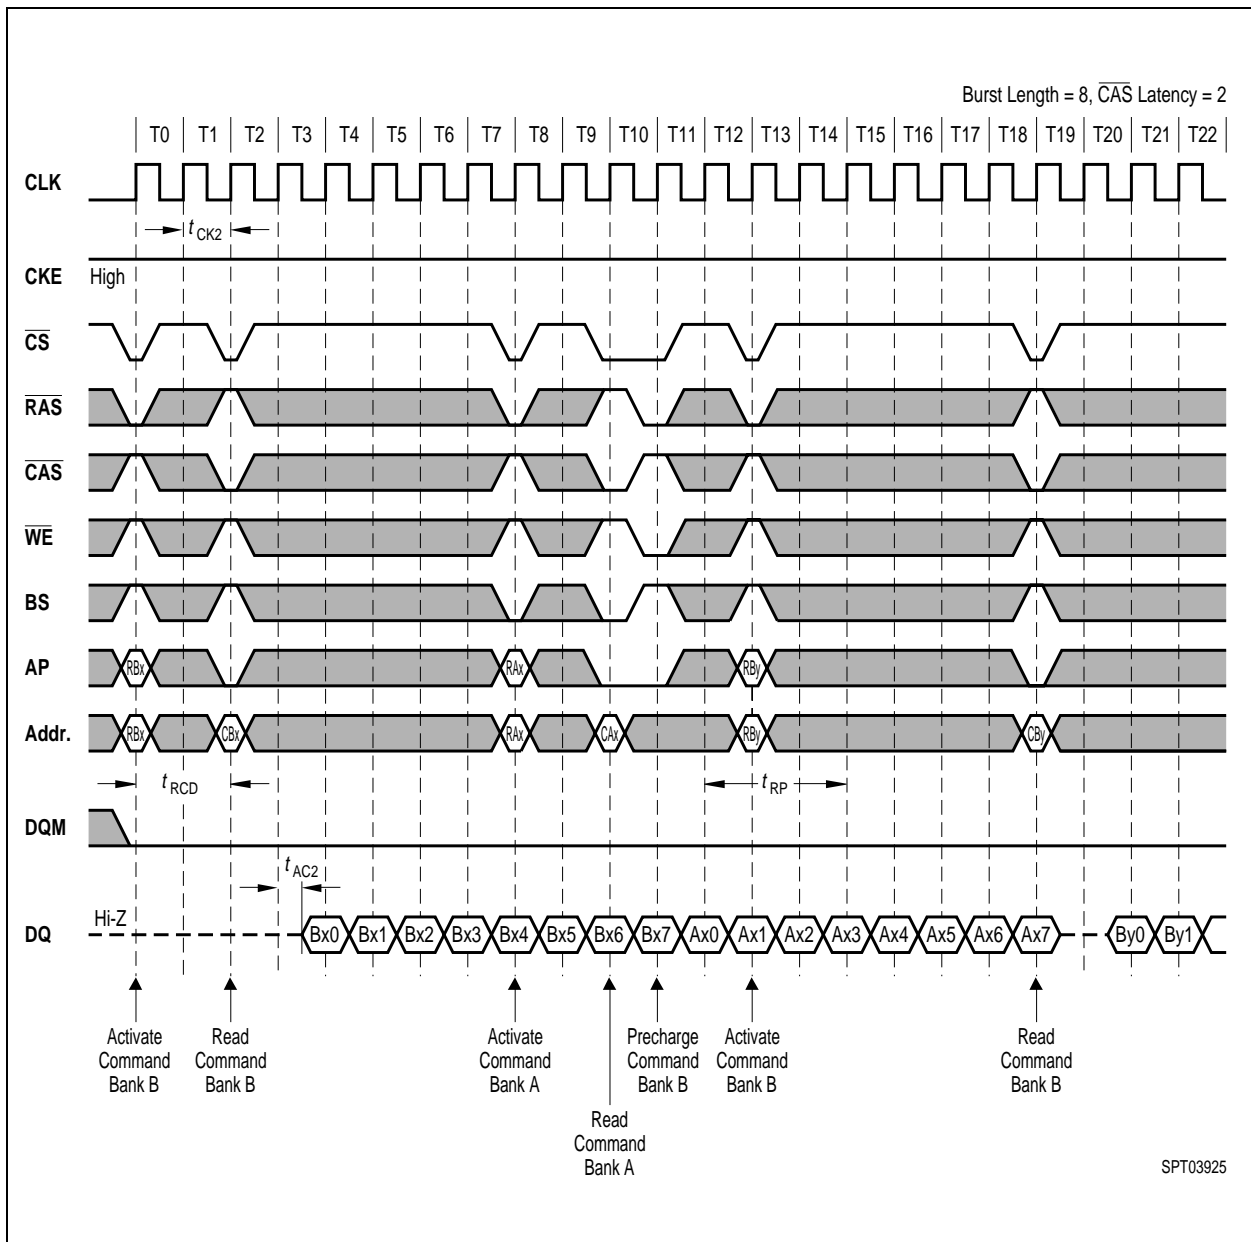 Burst Length = 8, CAS Latency = 2
T0 T1 T2 T3 T4 T5 T6 T7 T8 T9 T10 T11 T12 T13 T14 T15 T16 T17 T18 T19 T20 T21 T22
CLK
t CK2
CKE High
CS
RAS
CAS
WE
BS
AP RBx RAx RBy
Addr. RBx CBx RAx CAx RBy CBy
t RCD t RP
DQM
t AC2
DQ Hi-Z Bx0 Bx1 Bx2 Bx3 Bx4 Bx5 Bx6 Bx7 Ax0 Ax1 Ax2 Ax3 Ax4 Ax5 Ax6 Ax7 By0 By1
Activate
Command
Bank B
Read
Command
Bank B
Activate
Command
Bank A
Read
Command
Bank A
Precharge
Command
Bank B
Activate
Command
Bank B
Read
Command
Bank B
SPT03925